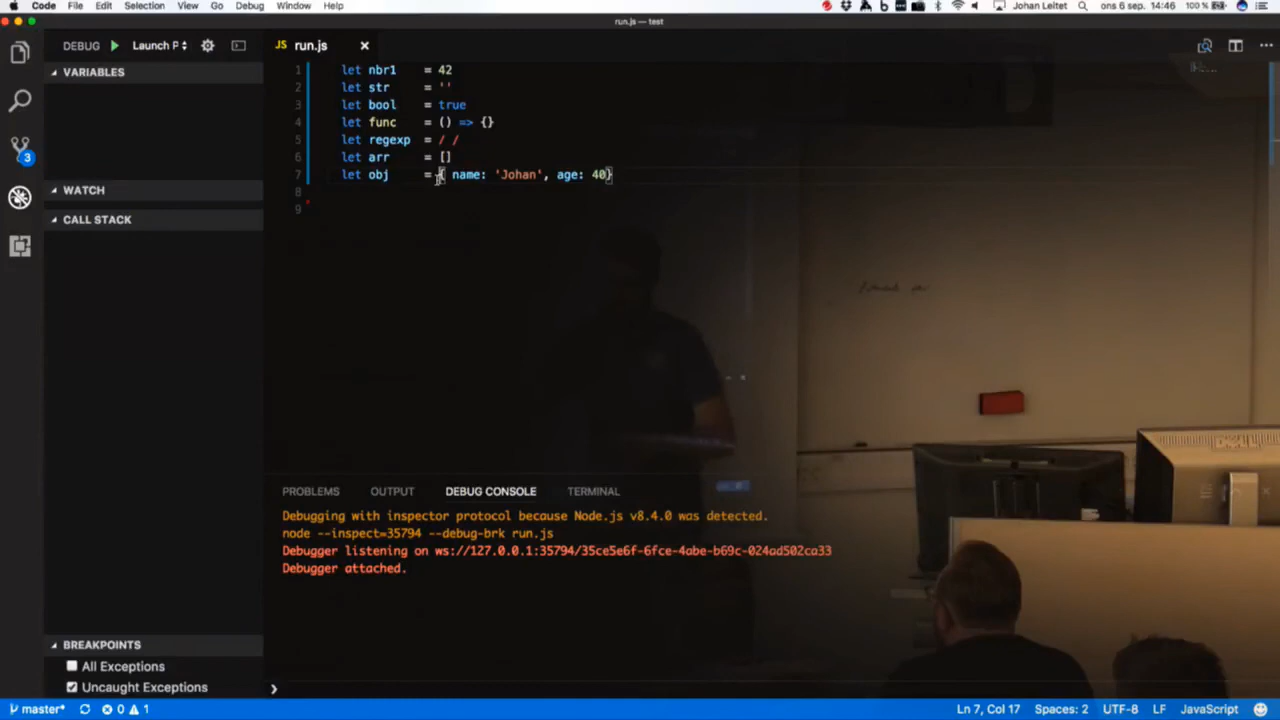 Code File Edit Selection View Go Debug Window Help
Johan Leitet ons 6 sep. 14:46 100 %
run.js — test
DEBUG Launch P
JS run.js
VARIABLES
WATCH
CALL STACK
1 let nbr1 = 42
2 let str = ''
3 let bool = true
4 let func = () => {}
5 let regexp = / /
6 let arr = []
7 let obj = { name: 'Johan', age: 40}
8
9
3
PROBLEMS OUTPUT DEBUG CONSOLE TERMINAL
Debugging with inspector protocol because Node.js v8.4.0 was detected.
node --inspect=35794 --debug-brk run.js
Debugger listening on ws://127.0.0.1:35794/35ce5e6f-6fce-4abe-b69c-024ad502ca33
Debugger attached.
BREAKPOINTS
All Exceptions
Uncaught Exceptions
master* 0 1
Ln 7, Col 17 Spaces: 2 UTF-8 LF JavaScript
DELL